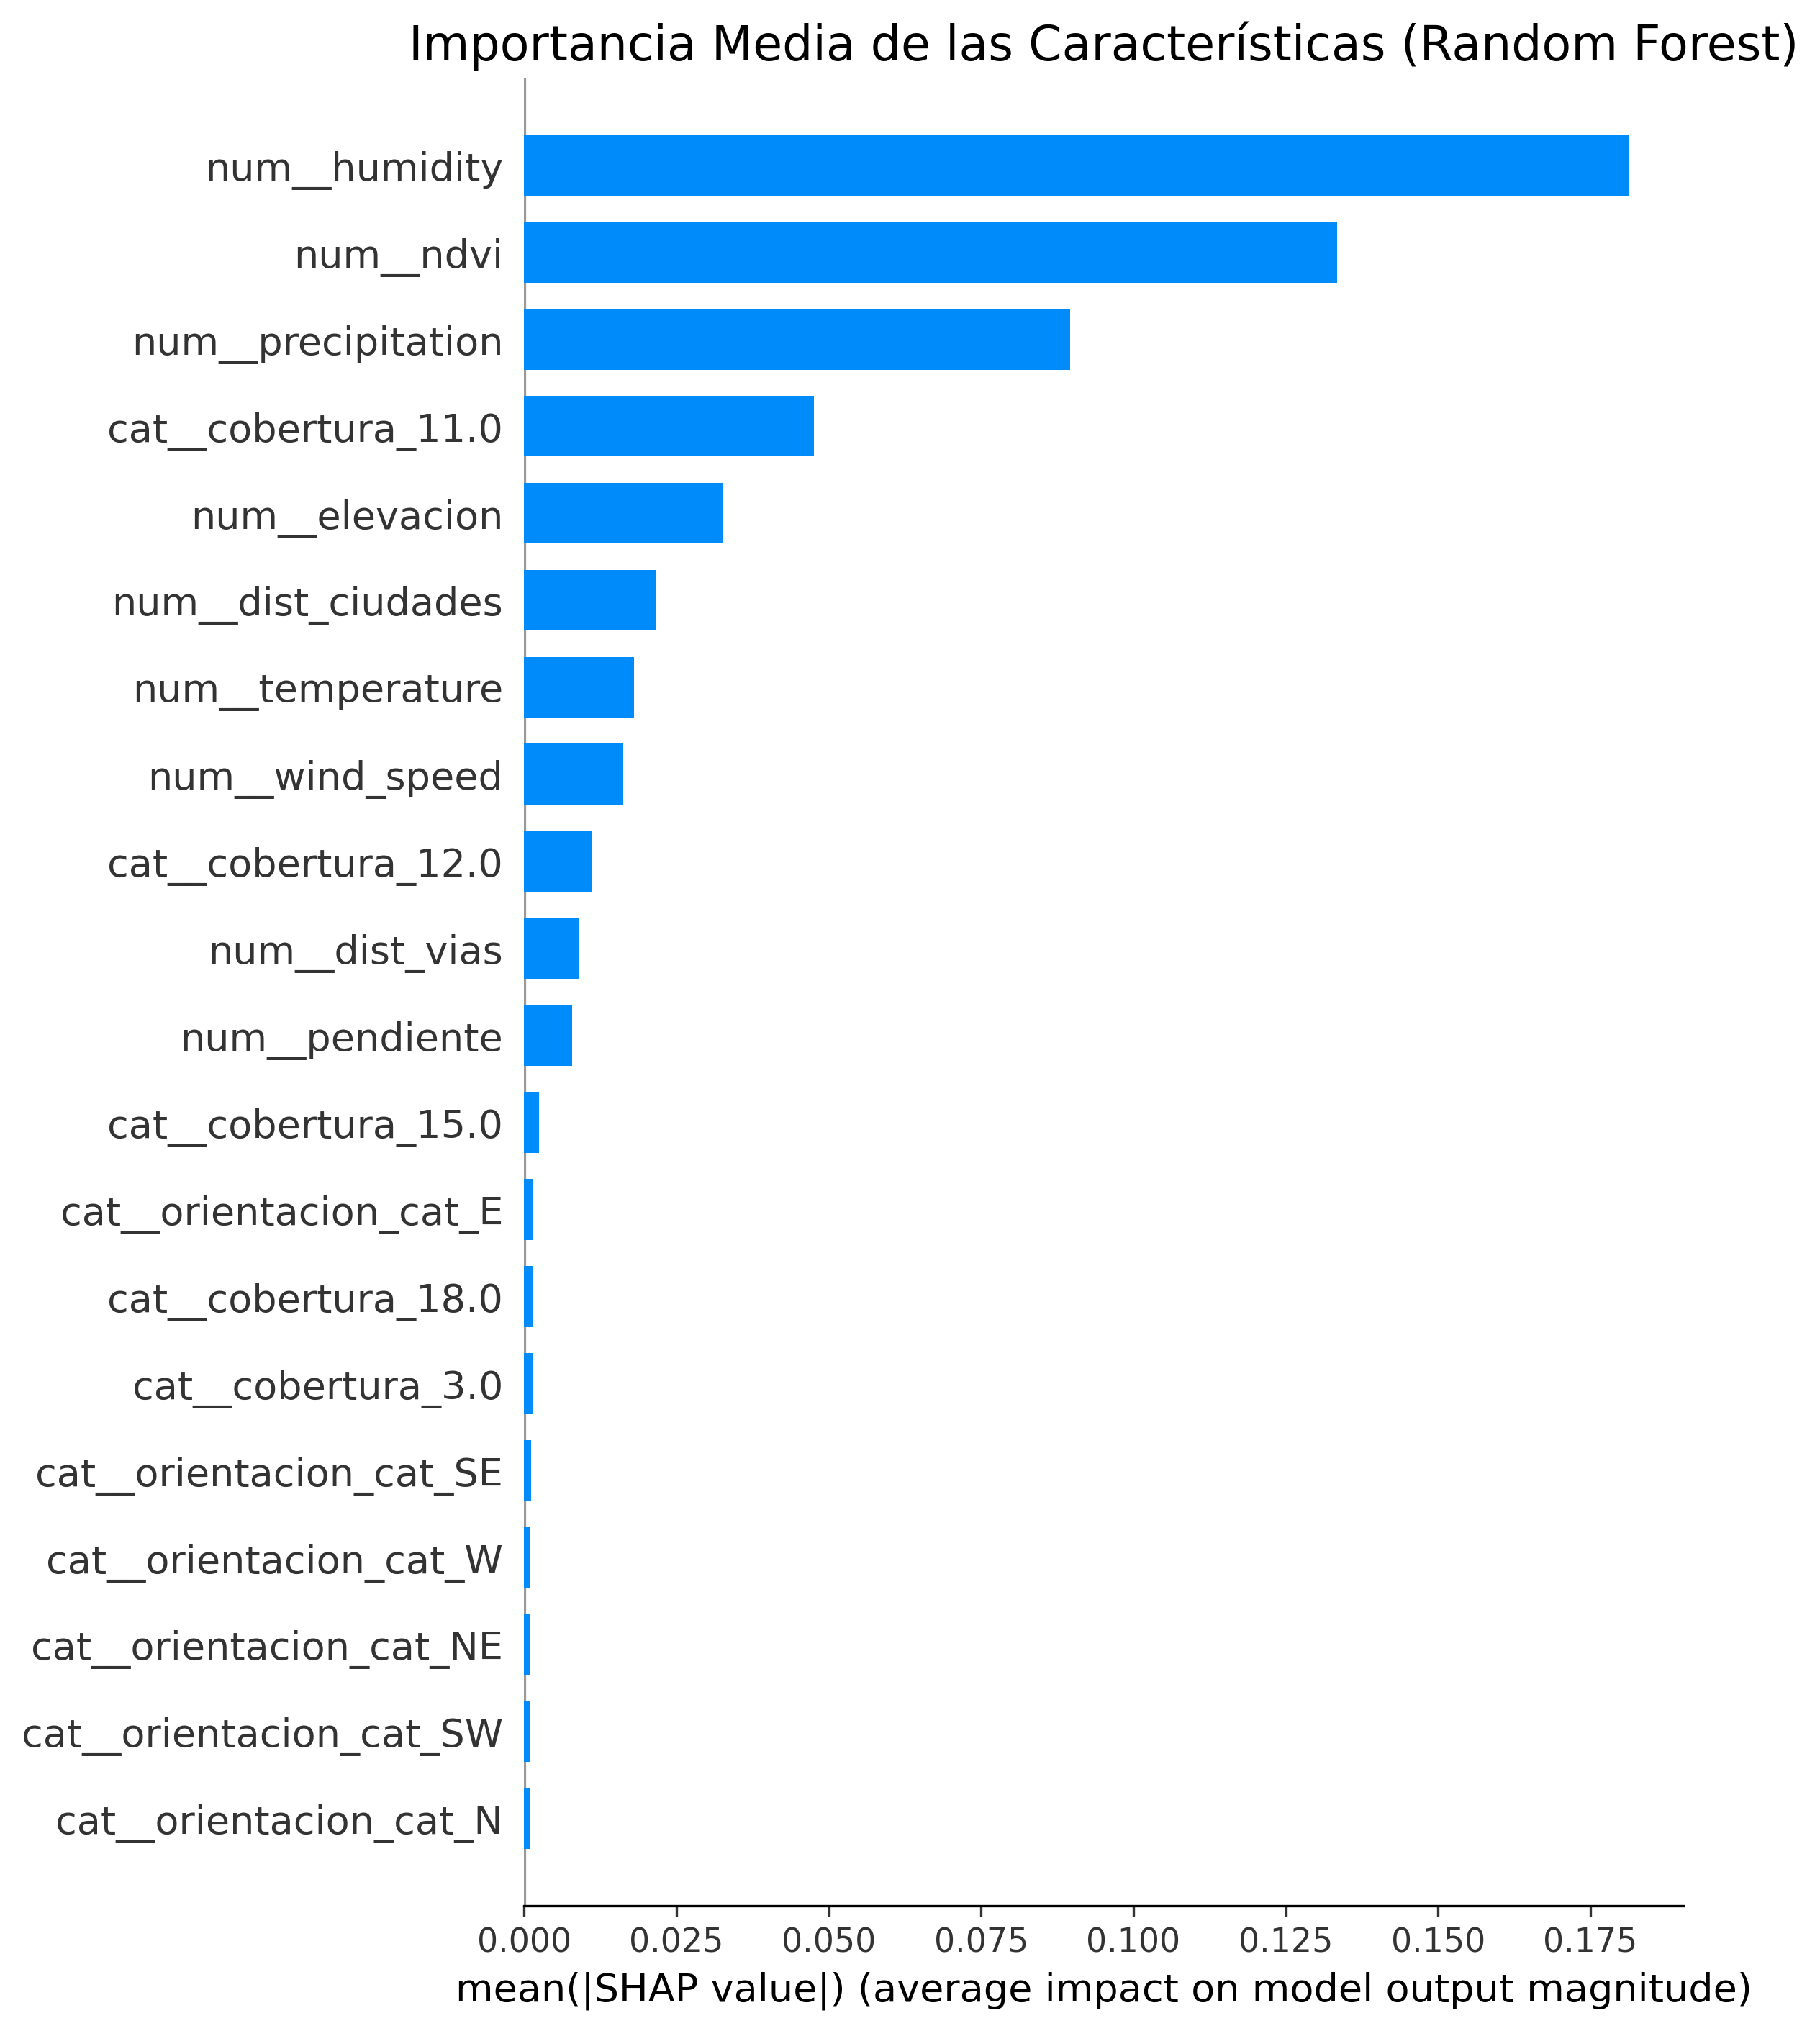 Importancia Media de las Características (Random Forest)
num__humidity
num__ndvi
num__precipitation
cat__cobertura_11.0
num__elevacion
num__dist_ciudades
num__temperature
num__wind_speed
cat__cobertura_12.0
num__dist_vias
num__pendiente
cat__cobertura_15.0
cat__orientacion_cat_E
cat__cobertura_18.0
cat__cobertura_3.0
cat__orientacion_cat_SE
cat__orientacion_cat_W
cat__orientacion_cat_NE
cat__orientacion_cat_SW
cat__orientacion_cat_N
0.000 0.025 0.050 0.075 0.100 0.125 0.150 0.175
mean(|SHAP value|) (average impact on model output magnitude)